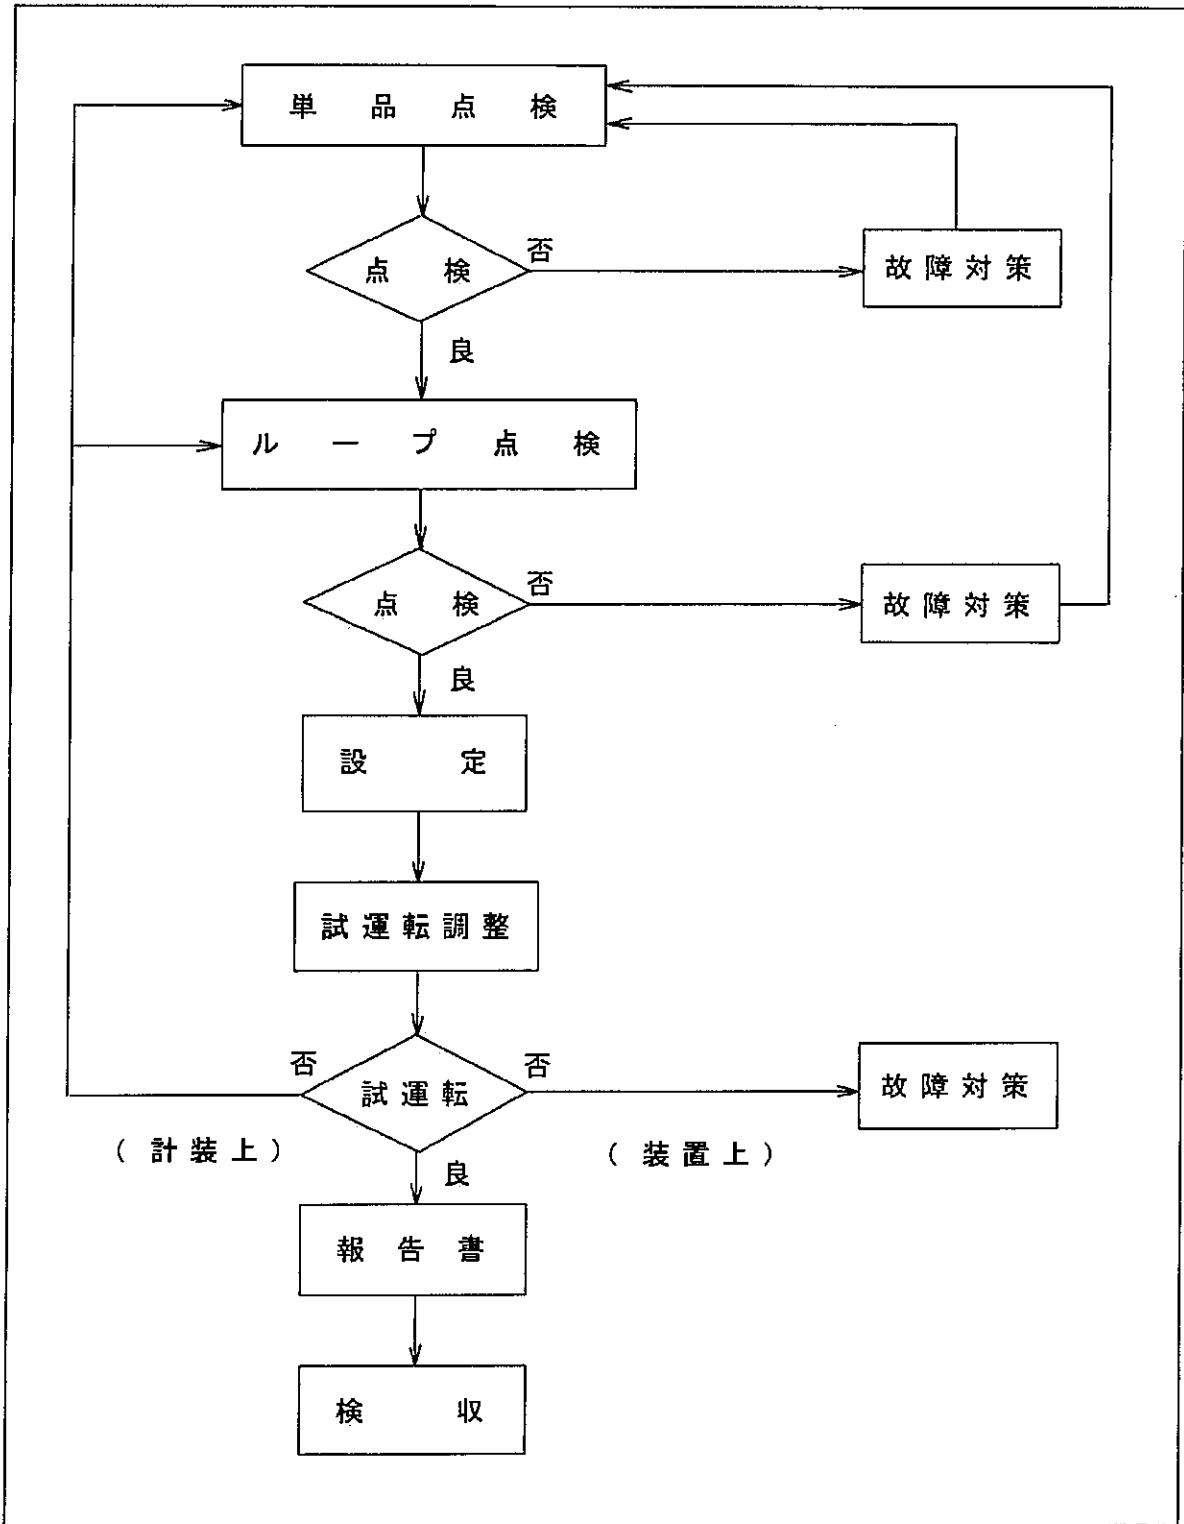 単品点検
点検
否
故障対策
良
ループ点検
点検
否
故障対策
良
設定
試運転調整
否
試運転
否
故障対策
(計装上)
(装置上)
良
報告書
検収